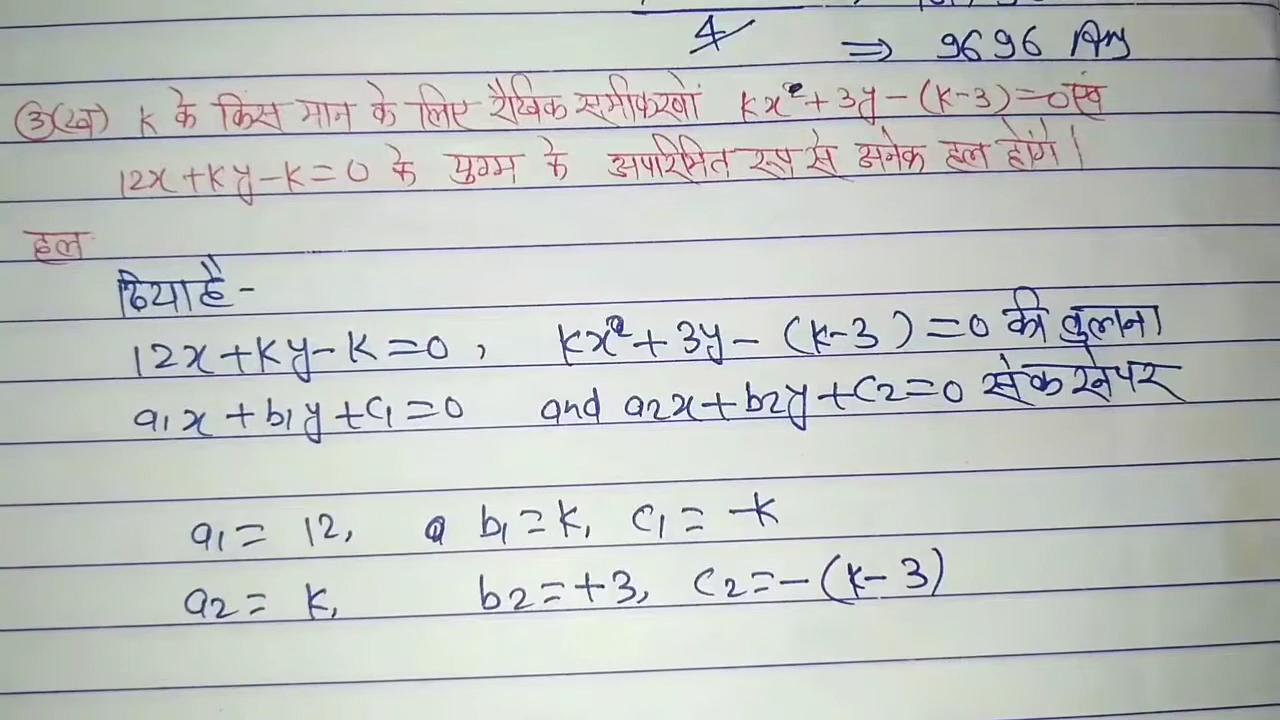 4 ⇒ 9696 Ans
③(ख) K के किस मान के लिए रैखिक समीकरणों Kx²+3y-(K-3)=0 एवं
12x+Ky-K=0 के युग्म के अपरिमित रूप से अनेक हल होंगे।
हल
दिया है-
12x+Ky-K=0, Kx²+3y-(K-3)=0 की तुलना
a₁x+b₁y+c₁=0 and a₂x+b₂y+c₂=0 से करने पर
a₁=12, b₁=K, c₁=-K
a₂=K, b₂=+3, c₂=-(K-3)